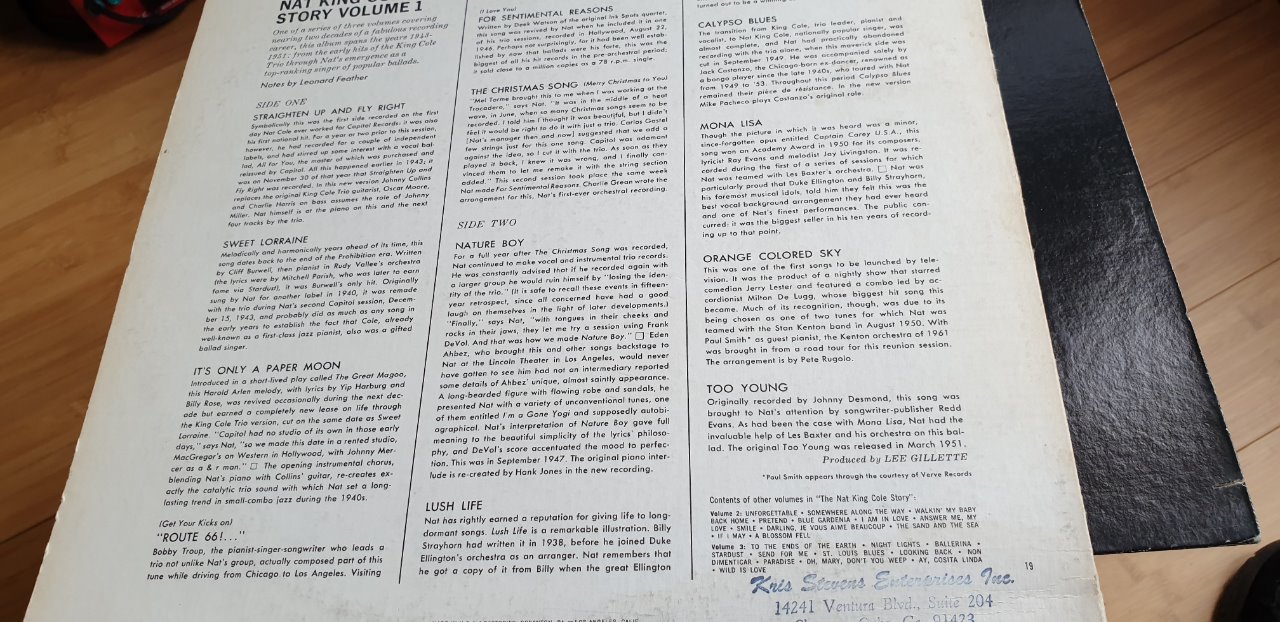 NAT KING COLE
STORY VOLUME 1
One of a series of three volumes covering
nearing two decades of a fabulous recording
career, this album spans the years 1943-
1951: from the early hits of the King Cole
Trio through Nat's emergence as a
top-ranking singer of popular ballads.
Notes by Leonard Feather
SIDE ONE
STRAIGHTEN UP AND FLY RIGHT
Symbolically this was the first side recorded on the first
day Nat Cole ever worked for Capitol Records; it was also
his first national hit. For a year or two prior to this session,
however, he had recorded for a couple of independent
labels, and had stirred up some interest with a vocal bal-
lad, All for You, the master of which was purchased and
reissued by Capitol. All this happened earlier in 1943; it
was on November 30 of that year that Straighten Up and
Fly Right was recorded. In this new version Johnny Collins
replaces the original King Cole Trio guitarist, Oscar Moore,
and Charlie Harris on bass assumes the role of Johnny
Miller. Nat himself is at the piano on this and the next
four tracks by the trio.
SWEET LORRAINE
Melodically and harmonically years ahead of its time, this
song dates back to the end of the Prohibition era. Written
by Cliff Burwell, then pianist in Rudy Vallee's orchestra
(the lyrics were by Mitchell Parish, who was later to earn
fame via Stardust), it was Burwell's only hit. Originally
sung by Nat for another label in 1940, it was remade
with the trio during Nat's second Capitol session, Decem-
ber 15, 1943, and probably did as much as any song in
the early years to establish the fact that Cole, already
well-known as a first-class jazz pianist, also was a gifted
ballad singer.
IT'S ONLY A PAPER MOON
Introduced in a short-lived play called The Great Magoo,
this Harold Arlen melody, with lyrics by Yip Harburg and
Billy Rose, was revived occasionally during the next dec-
ade but earned a completely new lease on life through
the King Cole Trio version, cut on the same date as Sweet
Lorraine. "Capitol had no studio of its own in those early
days," says Nat, "so we made this date in a rented studio,
MacGregor's on Western in Hollywood, with Johnny Mer-
cer as a & r man." □ The opening instrumental chorus,
blending Nat's piano with Collins' guitar, re-creates ex-
actly the catalytic trio sound with which Nat set a long-
lasting trend in small-combo jazz during the 1940s.
(Get Your Kicks on)
"ROUTE 66!..."
Bobby Troup, the pianist-singer-songwriter who leads a
trio not unlike Nat's group, actually composed part of this
tune while driving from Chicago to Los Angeles. Visiting
(I Love You)
FOR SENTIMENTAL REASONS
Written by Deek Watson of the original Ink Spots quartet,
this song was revived by Nat when he included it in one
of his trio sessions, recorded in Hollywood, August 22,
1946. Perhaps not surprisingly, for it had been well estab-
lished by now that ballads were his forte, this was the
biggest of all his hit records in the pre-orchestral period;
it sold close to a million copies as a 78 r.p.m. single.
THE CHRISTMAS SONG (Merry Christmas to You)
"Mel Torme brought this to me when I was working at the
Trocadero," says Nat. "It was in the middle of a heat
wave, in June, when so many Christmas songs seem to be
recorded. I told him I thought it was beautiful, but I didn't
feel it would be right to do it with just a trio. Carlos Gastel
[Nat's manager then and now] suggested that we add a
few strings just for this one song. Capitol was adamant
against the idea, so I cut it with the trio. As soon as they
played it back, I knew it was wrong, and I finally con-
vinced them to let me remake it with the string section
added." This second session took place the same week
Nat made For Sentimental Reasons. Charlie Grean wrote the
arrangement for this, Nat's first-ever orchestral recording.
SIDE TWO
NATURE BOY
For a full year after The Christmas Song was recorded,
Nat continued to make vocal and instrumental trio records.
He was constantly advised that if he recorded again with
a larger group he would ruin himself by "losing the iden-
tity of the trio." (It is safe to recall these events in fifteen-
year retrospect, since all concerned have had a good
laugh on themselves in the light of later developments.)
"Finally," says Nat, "with tongues in their cheeks and
rocks in their jaws, they let me try a session using Frank
DeVol. And that was how we made Nature Boy." □ Eden
Ahbez, who brought this and other songs backstage to
Nat at the Lincoln Theater in Los Angeles, would never
have gotten to see him had not an intermediary reported
some details of Ahbez' unique, almost saintly appearance.
A long-bearded figure with flowing robe and sandals, he
presented Nat with a variety of unconventional tunes, one
of them entitled I'm a Gone Yogi and supposedly autobi-
ographical. Nat's interpretation of Nature Boy gave full
meaning to the beautiful simplicity of the lyrics' philoso-
phy, and DeVol's score accentuated the mood to perfec-
tion. This was in September 1947. The original piano inter-
lude is re-created by Hank Jones in the new recording.
LUSH LIFE
Nat has rightly earned a reputation for giving life to long-
dormant songs. Lush Life is a remarkable illustration. Billy
Strayhorn had written it in 1938, before he joined Duke
Ellington's orchestra as an arranger. Nat remembers that
he got a copy of it from Billy when the great Ellington
turned out to be a
CALYPSO BLUES
The transition from King Cole, trio leader, pianist and
vocalist, to Nat King Cole, nationally popular singer, was
almost complete, and Nat had practically abandoned
recording with the trio alone, when this maverick side was
cut in September 1949. He was accompanied solely by
Jack Costanzo, the Chicago-born ex-dancer, renowned as
a bongo player since the late 1940s, who toured with Nat
from 1949 to '53. Throughout this period Calypso Blues
remained their pièce de résistance. In the new version
Mike Pacheco plays Costanzo's original role.
MONA LISA
Though the picture in which it was heard was a minor,
since-forgotten opus entitled Captain Carey U.S.A., this
song won an Academy Award in 1950 for its composers,
lyricist Ray Evans and melodist Jay Livingston. It was re-
corded during the first of a series of sessions for which
Nat was teamed with Les Baxter's orchestra. □ Nat was
particularly proud that Duke Ellington and Billy Strayhorn,
his foremost musical idols, told him they felt this was the
best vocal background arrangement they had ever heard
and one of Nat's finest performances. The public con-
curred: it was the biggest seller in his ten years of record-
ing up to that point.
ORANGE COLORED SKY
This was one of the first songs to be launched by tele-
vision. It was the product of a nightly show that starred
comedian Jerry Lester and featured a combo led by ac-
cordionist Milton De Lugg, whose biggest hit song this
became. Much of its recognition, though, was due to its
being chosen as one of two tunes for which Nat was
teamed with the Stan Kenton band in August 1950. With
Paul Smith* as guest pianist, the Kenton orchestra of 1961
was brought in from a road tour for this reunion session.
The arrangement is by Pete Rugolo.
TOO YOUNG
Originally recorded by Johnny Desmond, this song was
brought to Nat's attention by songwriter-publisher Redd
Evans. As had been the case with Mona Lisa, Nat had the
invaluable help of Les Baxter and his orchestra on this bal-
lad. The original Too Young was released in March 1951.
Produced by LEE GILLETTE
*Paul Smith appears through the courtesy of Verve Records
Contents of other volumes in "The Nat King Cole Story":
Volume 2: UNFORGETTABLE • SOMEWHERE ALONG THE WAY • WALKIN' MY BABY
BACK HOME • PRETEND • BLUE GARDENIA • I AM IN LOVE • ANSWER ME, MY
LOVE • SMILE • DARLING, JE VOUS AIME BEAUCOUP • THE SAND AND THE SEA
• IF I MAY • A BLOSSOM FELL
Volume 3: TO THE ENDS OF THE EARTH • NIGHT LIGHTS • BALLERINA •
STARDUST • SEND FOR ME • ST. LOUIS BLUES • LOOKING BACK • NON
DIMENTICAR • PARADISE • OH, MARY, DON'T YOU WEEP • AY, COSITA LINDA
• WILD IS LOVE
19
Kris Stevens Enterprises Inc.
14241 Ventura Blvd., Suite 204
91423